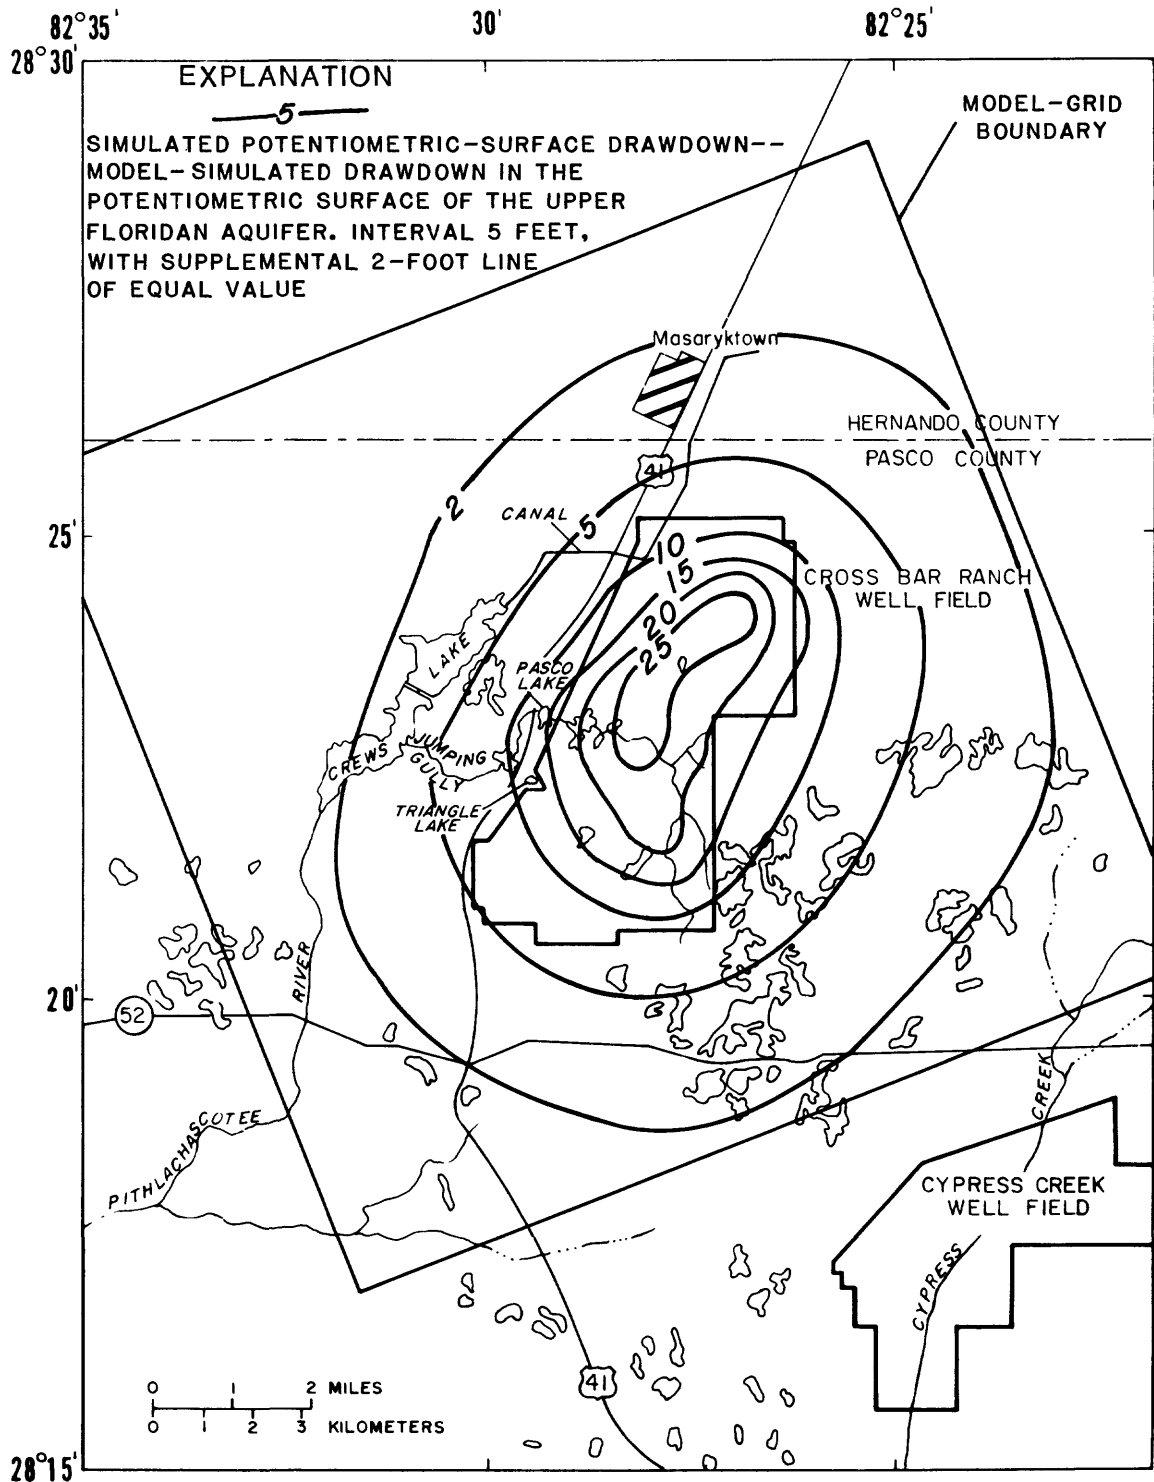 82°35'
30'
82°25'
28°30'
EXPLANATION
5
SIMULATED POTENTIOMETRIC-SURFACE DRAWDOWN--
MODEL-SIMULATED DRAWDOWN IN THE
POTENTIOMETRIC SURFACE OF THE UPPER
FLORIDAN AQUIFER. INTERVAL 5 FEET,
WITH SUPPLEMENTAL 2-FOOT LINE
OF EQUAL VALUE
MODEL-GRID
BOUNDARY
Masaryktown
HERNANDO COUNTY
PASCO COUNTY
41
2
CANAL
5
25'
10
15
20
25
CROSS BAR RANCH
WELL FIELD
LAKE
PASCO
LAKE
CREWS
JUMPING
GULLY
TRIANGLE
LAKE
RIVER
20'
52
PITHLACHASCOTEE
CREEK
CYPRESS CREEK
WELL FIELD
CYPRESS
41
0 1 2 MILES
0 1 2 3 KILOMETERS
28°15'